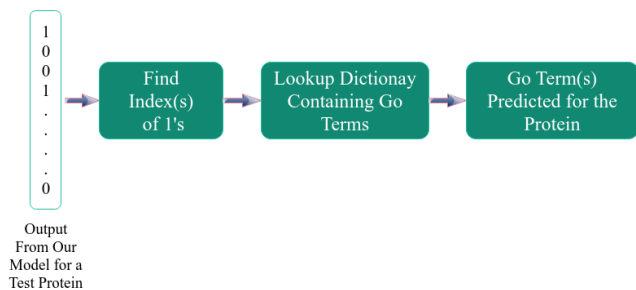 1
0
0
1
.
.
.
.
0
Output
From Our
Model for a
Test Protein
Find
Index(s)
of 1's
Lookup Dictionay
Containing Go
Terms
Go Term(s)
Predicted for the
Protein